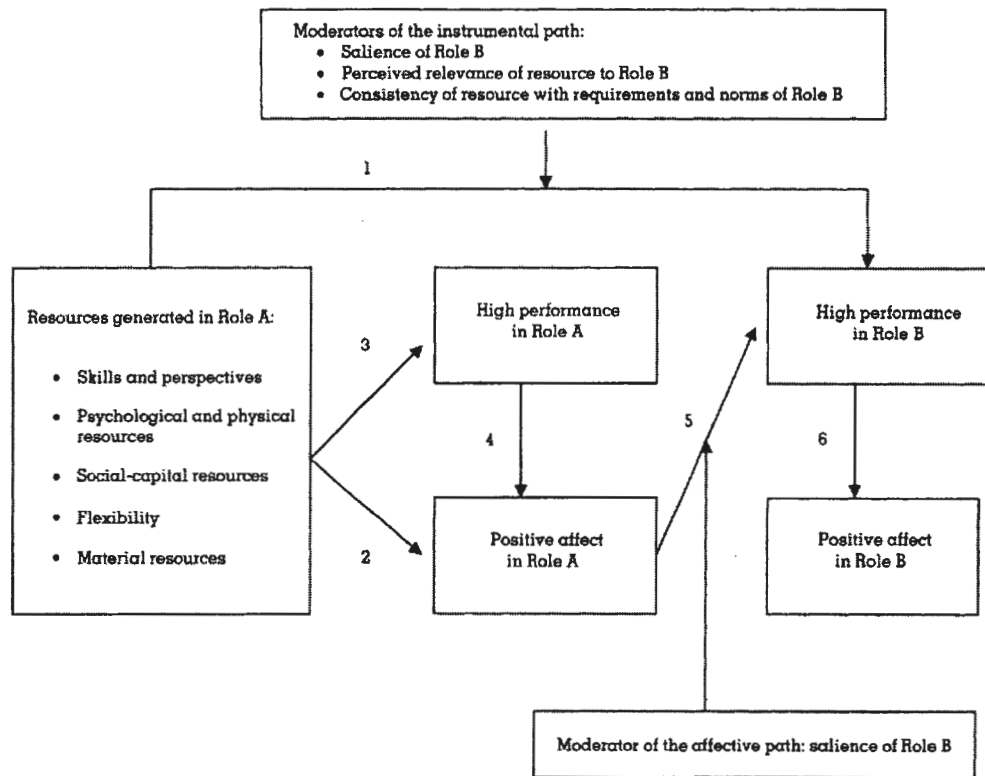 Moderators of the instrumental path:
• Salience of Role B
• Perceived relevance of resource to Role B
• Consistency of resource with requirements and norms of Role B
1
Resources generated in Role A:
• Skills and perspectives
• Psychological and physical
resources
• Social-capital resources
• Flexibility
• Material resources
3
2
High performance
in Role A
4
Positive affect
in Role A
5
High performance
in Role B
6
Positive affect
in Role B
Moderator of the affective path: salience of Role B